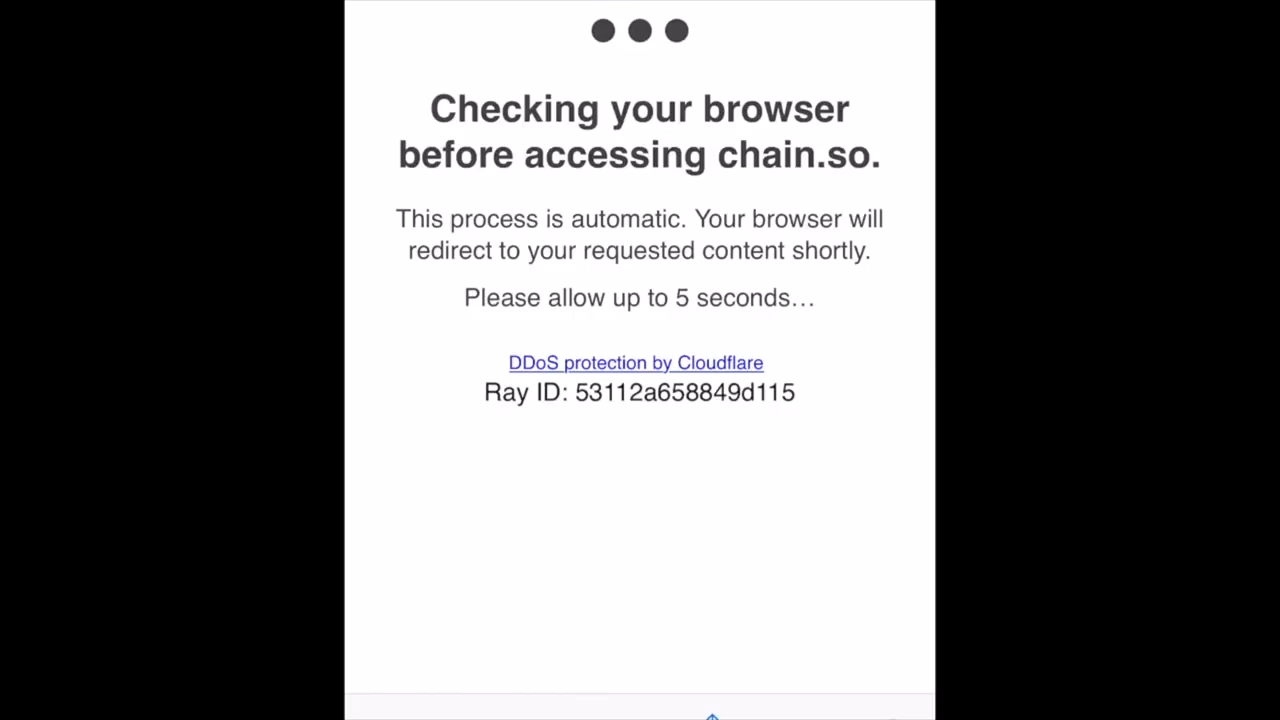 Checking your browser
before accessing chain.so.
This process is automatic. Your browser will
redirect to your requested content shortly.
Please allow up to 5 seconds…
DDoS protection by Cloudflare
Ray ID: 53112a658849d115